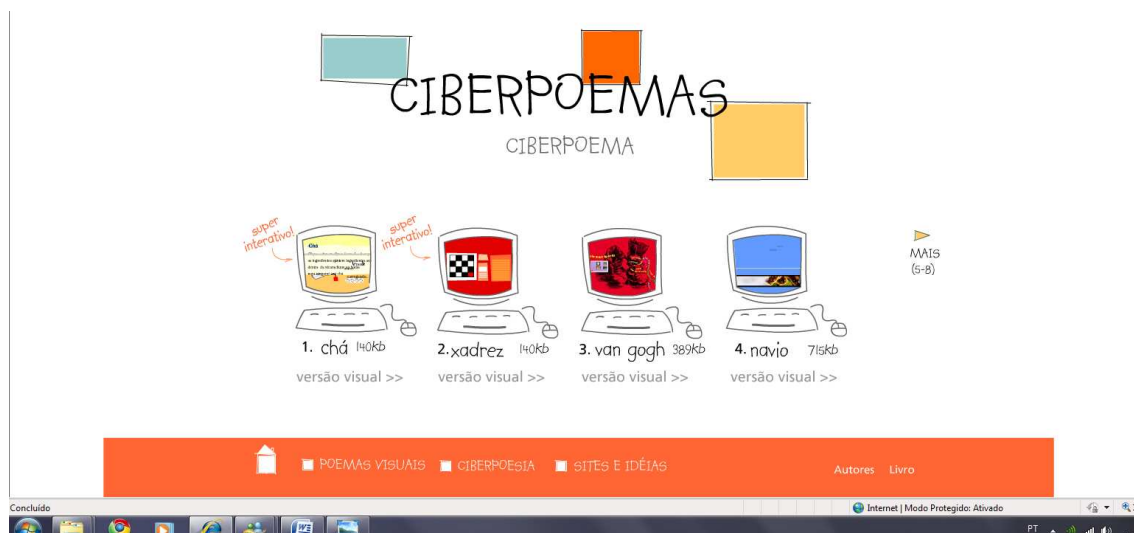 CIBERPOEMAS
CIBERPOEMA
super interativo!
super interativo!
Chá
MAIS
(5-8)
1. chá 140kb
2. xadrez 140kb
3. van gogh 389kb
4. navio 715kb
versão visual >>
versão visual >>
versão visual >>
versão visual >>
POEMAS VISUAIS
CIBERPOESIA
SITES E IDÉIAS
Autores
Livro
Concluído
Internet | Modo Protegido: Ativado
PT